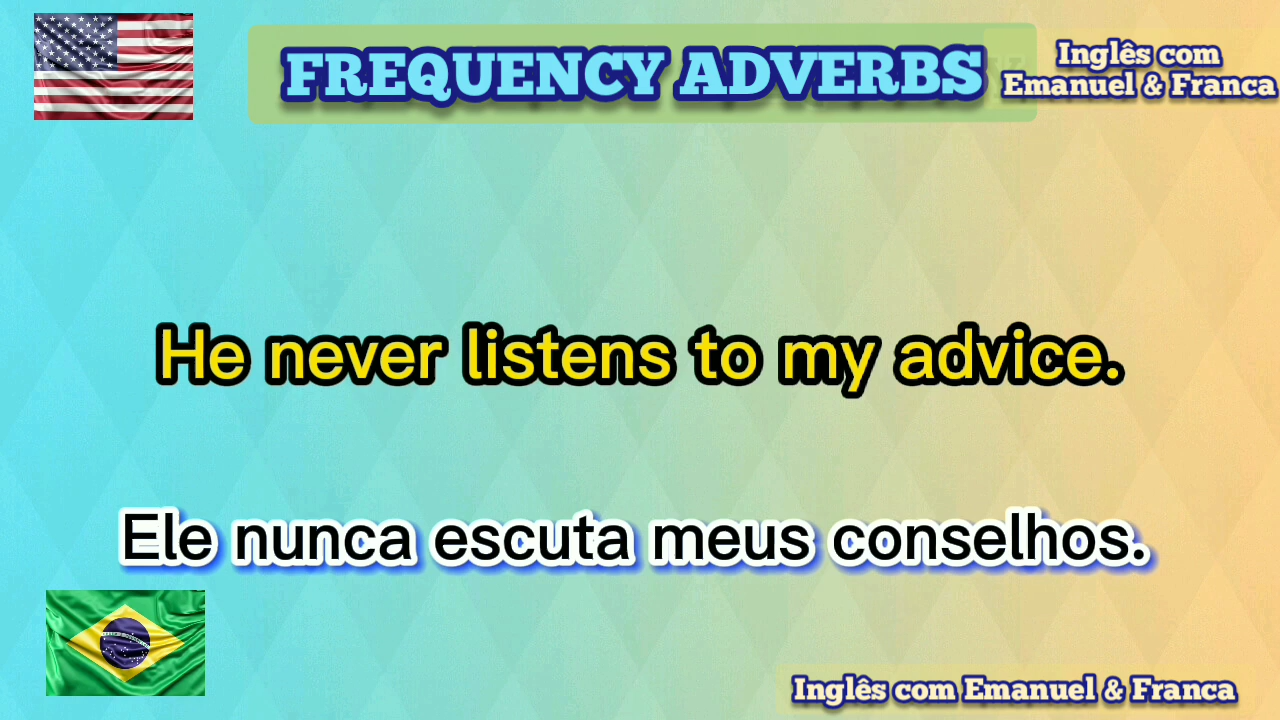 FREQUENCY ADVERBS
Inglês com
Emanuel & Franca
He never listens to my advice.
Ele nunca escuta meus conselhos.
Inglês com Emanuel & Franca